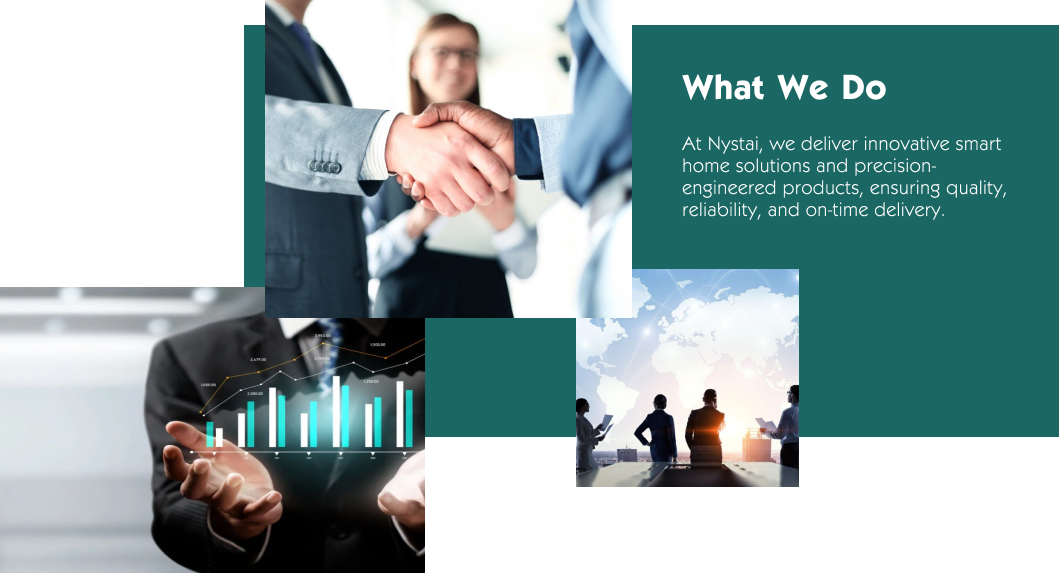 What We Do
At Nystai, we deliver innovative smart
home solutions and precision-
engineered products, ensuring quality,
reliability, and on-time delivery.